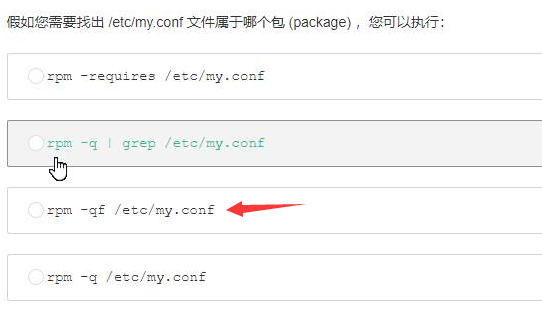 假如您需要找出 /etc/my.conf 文件属于哪个包 (package) ，您可以执行：
rpm -requires /etc/my.conf
rpm -q | grep /etc/my.conf
rpm -qf /etc/my.conf
rpm -q /etc/my.conf